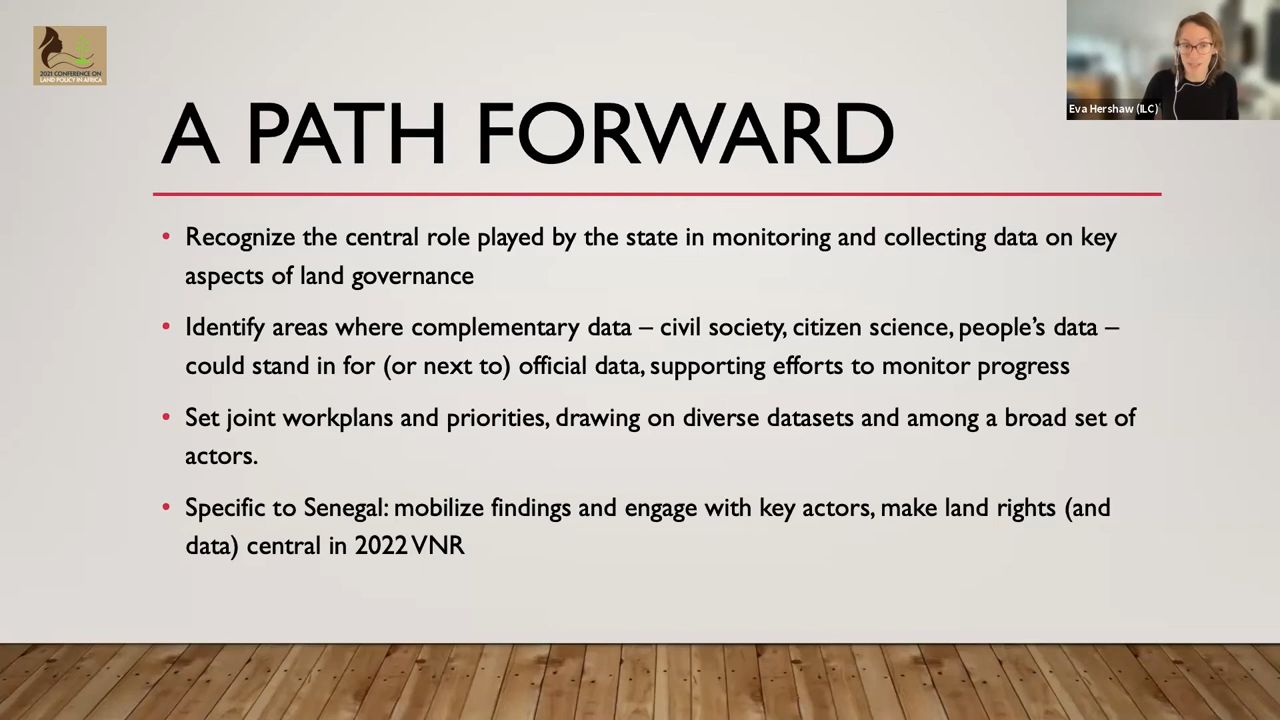 2021 CONFERENCE ON
LAND POLICY IN AFRICA
Eva Hershaw (ILC)
A PATH FORWARD
• Recognize the central role played by the state in monitoring and collecting data on key
aspects of land governance
• Identify areas where complementary data – civil society, citizen science, people’s data –
could stand in for (or next to) official data, supporting efforts to monitor progress
• Set joint workplans and priorities, drawing on diverse datasets and among a broad set of
actors.
• Specific to Senegal: mobilize findings and engage with key actors, make land rights (and
data) central in 2022 VNR